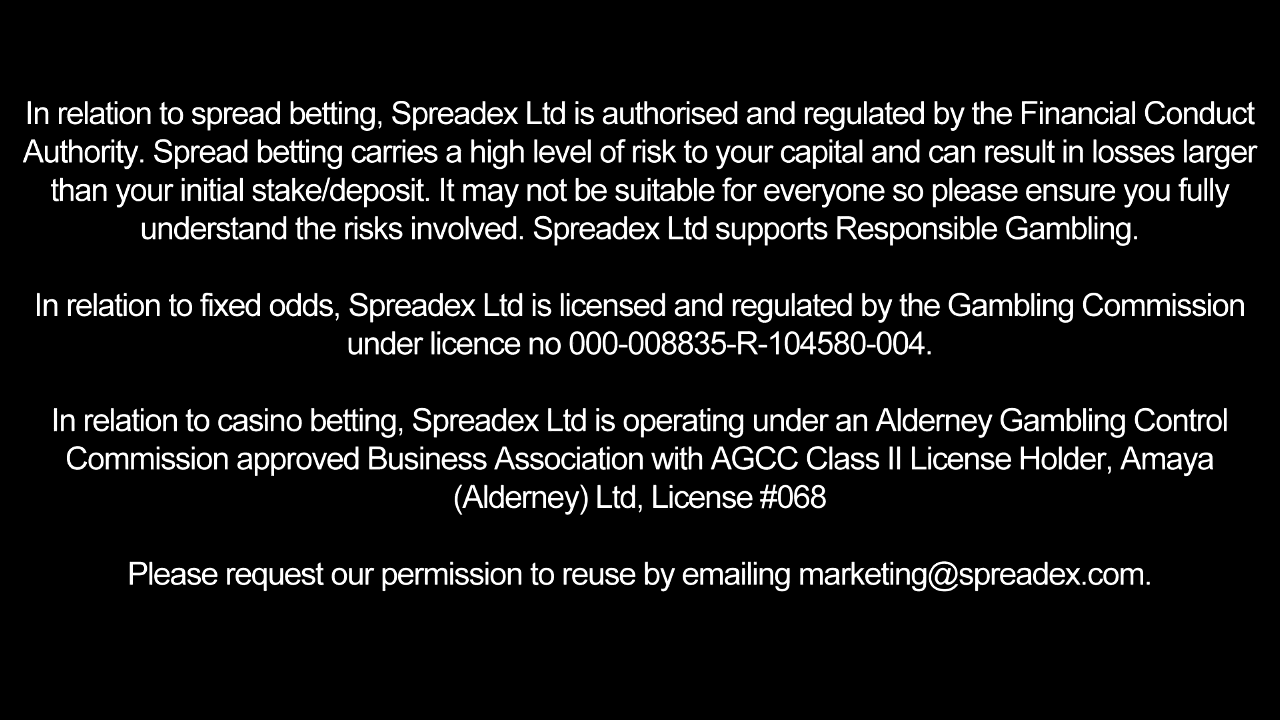 In relation to spread betting, Spreadex Ltd is authorised and regulated by the Financial Conduct
Authority. Spread betting carries a high level of risk to your capital and can result in losses larger
than your initial stake/deposit. It may not be suitable for everyone so please ensure you fully
understand the risks involved. Spreadex Ltd supports Responsible Gambling.
In relation to fixed odds, Spreadex Ltd is licensed and regulated by the Gambling Commission
under licence no 000-008835-R-104580-004.
In relation to casino betting, Spreadex Ltd is operating under an Alderney Gambling Control
Commission approved Business Association with AGCC Class II License Holder, Amaya
(Alderney) Ltd, License #068
Please request our permission to reuse by emailing marketing@spreadex.com.